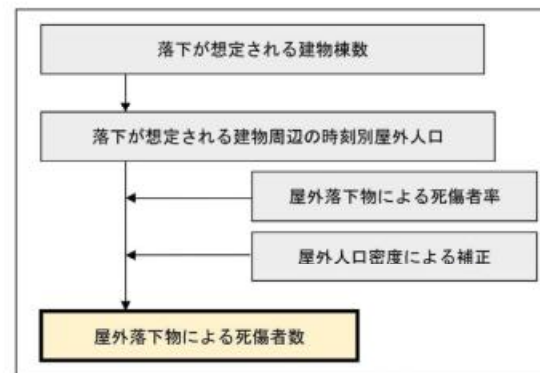 落下が想定される建物棟数
落下が想定される建物周辺の時刻別屋外人口
屋外落下物による死傷者率
屋外人口密度による補正
屋外落下物による死傷者数